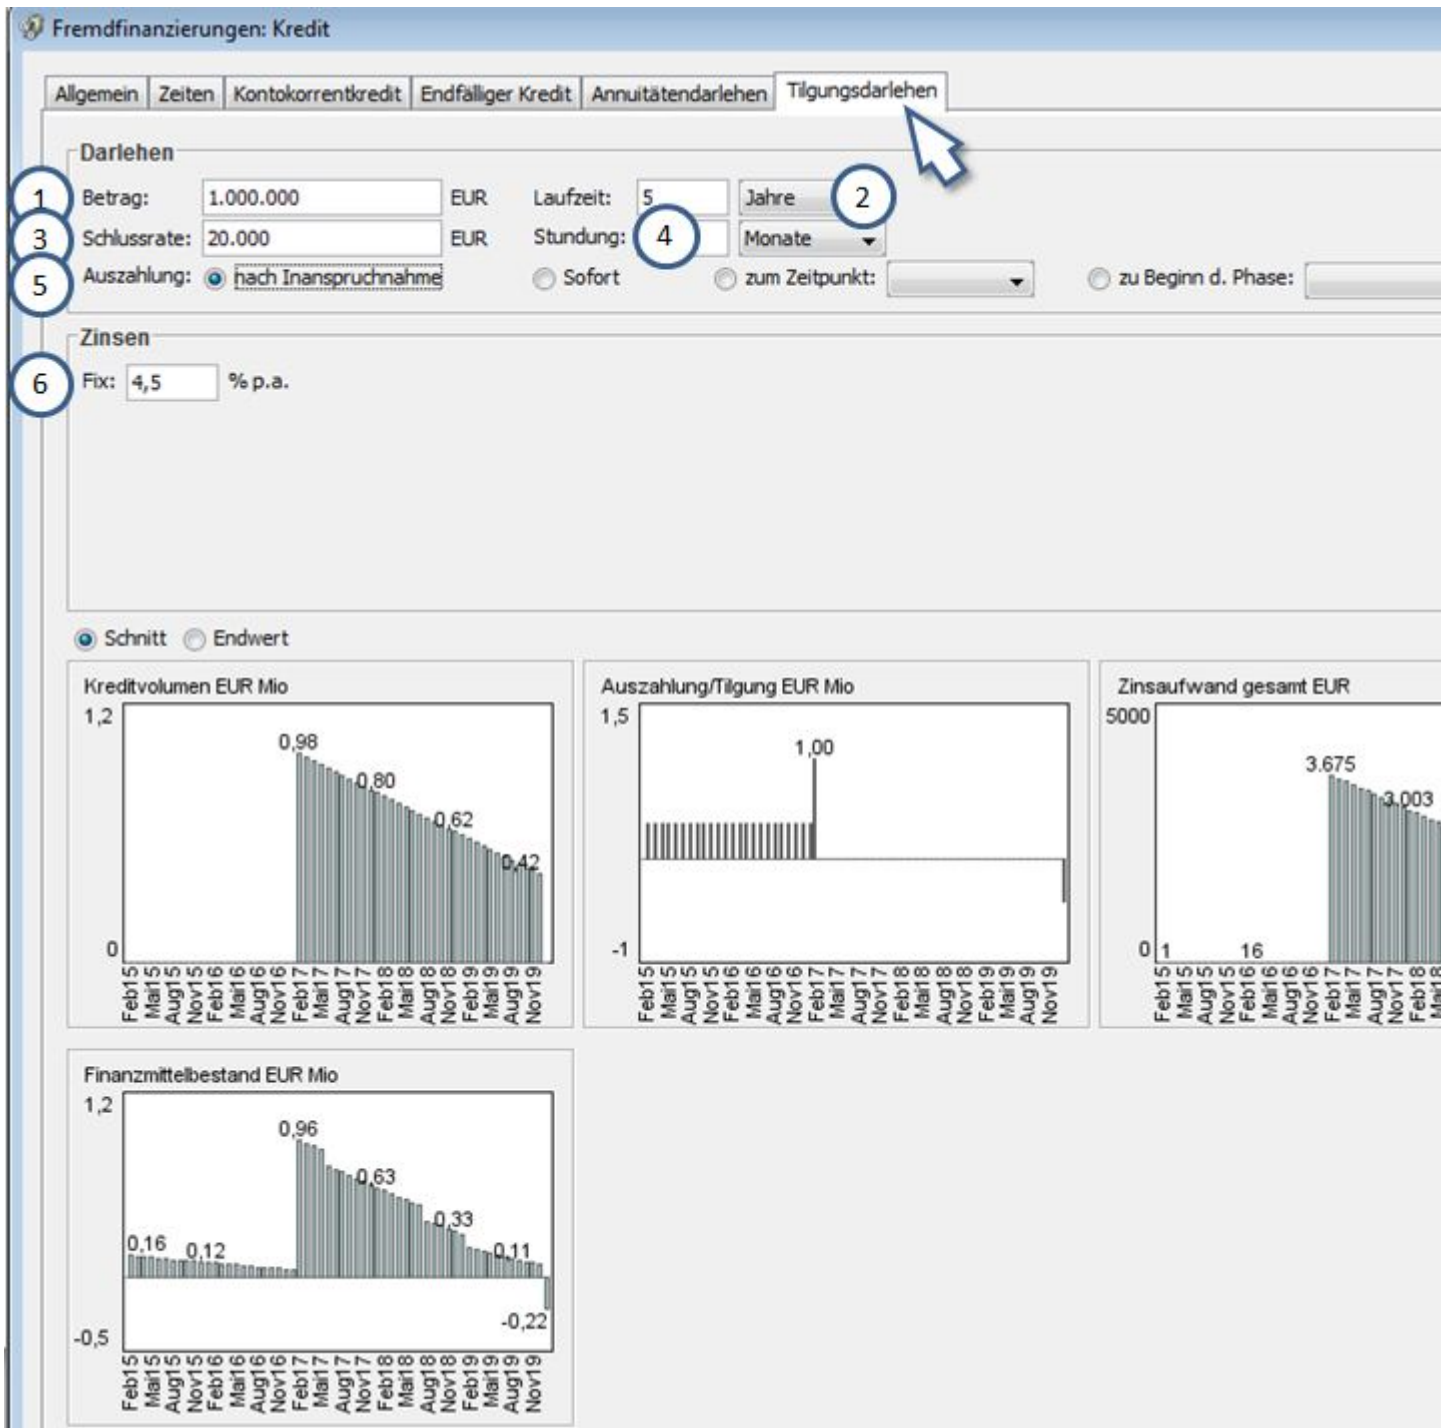 Fremdfinanzierungen: Kredit
Allgemein Zeiten Kontokorrentkredit Endfälliger Kredit Annuitätendarlehen Tilgungsdarlehen
Darlehen
1 Betrag: 1.000.000 EUR Laufzeit: 5 Jahre 2
3 Schlussrate: 20.000 EUR Stundung: 4 Monate
5 Auszahlung: nach Inanspruchnahme Sofort zum Zeitpunkt: zu Beginn d. Phase:
Zinsen
6 Fix: 4,5 % p.a.
Schnitt Endwert
Kreditvolumen EUR Mio
1,2
0,98
0,80
0,62
0,42
0
Feb15 Mai15 Aug15 Nov15 Feb16 Mai16 Aug16 Nov16 Feb17 Mai17 Aug17 Nov17 Feb18 Mai18 Aug18 Nov18 Feb19 Mai19 Aug19 Nov19
Auszahlung/Tilgung EUR Mio
1,5
1,00
-1
Feb15 Mai15 Aug15 Nov15 Feb16 Mai16 Aug16 Nov16 Feb17 Mai17 Aug17 Nov17 Feb18 Mai18 Aug18 Nov18 Feb19 Mai19 Aug19 Nov19
Zinsaufwand gesamt EUR
5000
3.675
3.003
0 1 16
Feb15 Mai15 Aug15 Nov15 Feb16 Mai16 Aug16 Nov16 Feb17 Mai17 Aug17 Nov17 Feb18 Mai18
Finanzmittelbestand EUR Mio
1,2
0,96
0,63
0,33
0,16 0,12 0,11
-0,22
-0,5
Feb15 Mai15 Aug15 Nov15 Feb16 Mai16 Aug16 Nov16 Feb17 Mai17 Aug17 Nov17 Feb18 Mai18 Aug18 Nov18 Feb19 Mai19 Aug19 Nov19